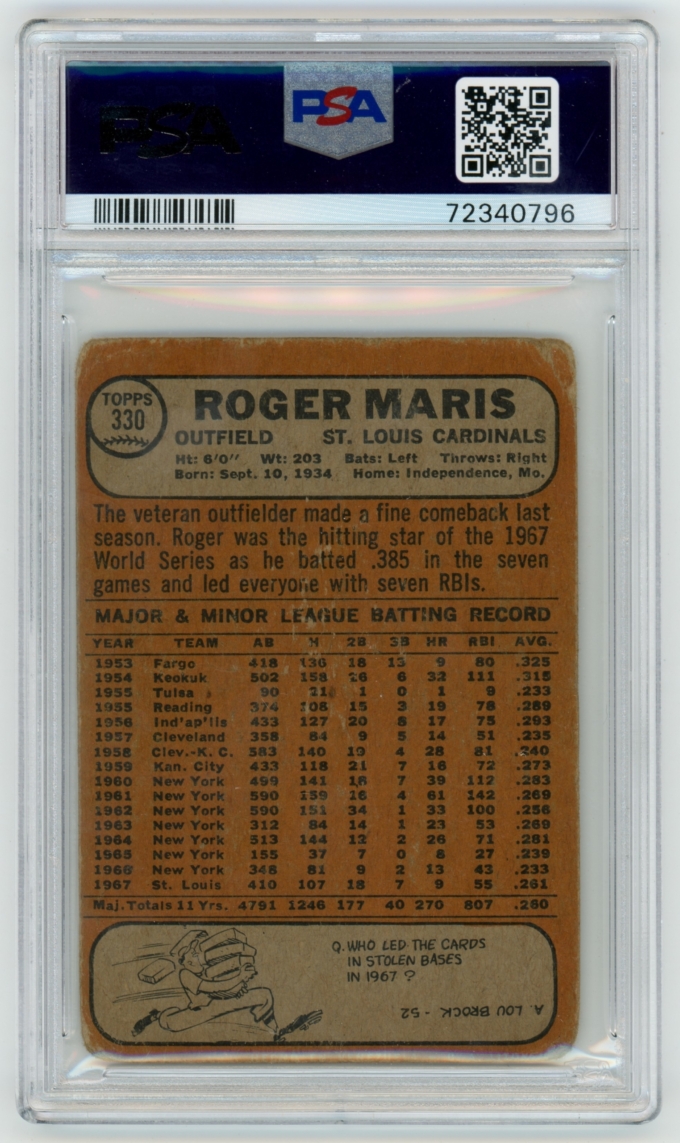 PSA PSA
72340796
TOPPS
330
ROGER MARIS
OUTFIELD ST. LOUIS CARDINALS
Ht: 6'0" Wt: 203 Bats: Left Throws: Right
Born: Sept. 10, 1934 Home: Independence, Mo.
The veteran outfielder made a fine comeback last
season. Roger was the hitting star of the 1967
World Series as he batted .385 in the seven
games and led everyone with seven RBIs.
MAJOR & MINOR LEAGUE BATTING RECORD
YEAR TEAM AB H 2B 3B HR RBI AVG.
1953 Fargo 418 136 18 13 9 80 .325
1954 Keokuk 502 158 26 6 32 111 .315
1955 Tulsa 90 21 1 0 1 9 .233
1955 Reading 374 108 15 3 19 78 .289
1956 Ind'ap'lis 433 127 20 8 17 75 .293
1957 Cleveland 358 84 9 5 14 51 .235
1958 Clev.-K. C. 583 140 19 4 28 81 .240
1959 Kan. City 433 118 21 7 16 72 .273
1960 New York 499 141 18 7 39 112 .283
1961 New York 590 159 16 4 61 142 .269
1962 New York 590 151 34 1 33 100 .256
1963 New York 312 84 14 1 23 53 .269
1964 New York 513 144 12 2 26 71 .281
1965 New York 155 37 7 0 8 27 .239
1966 New York 348 81 9 2 13 43 .233
1967 St. Louis 410 107 18 7 9 55 .261
Maj. Totals 11 Yrs. 4791 1246 177 40 270 807 .260
Q. WHO LED THE CARDS
IN STOLEN BASES
IN 1967 ?
A. LOU BROCK - 52